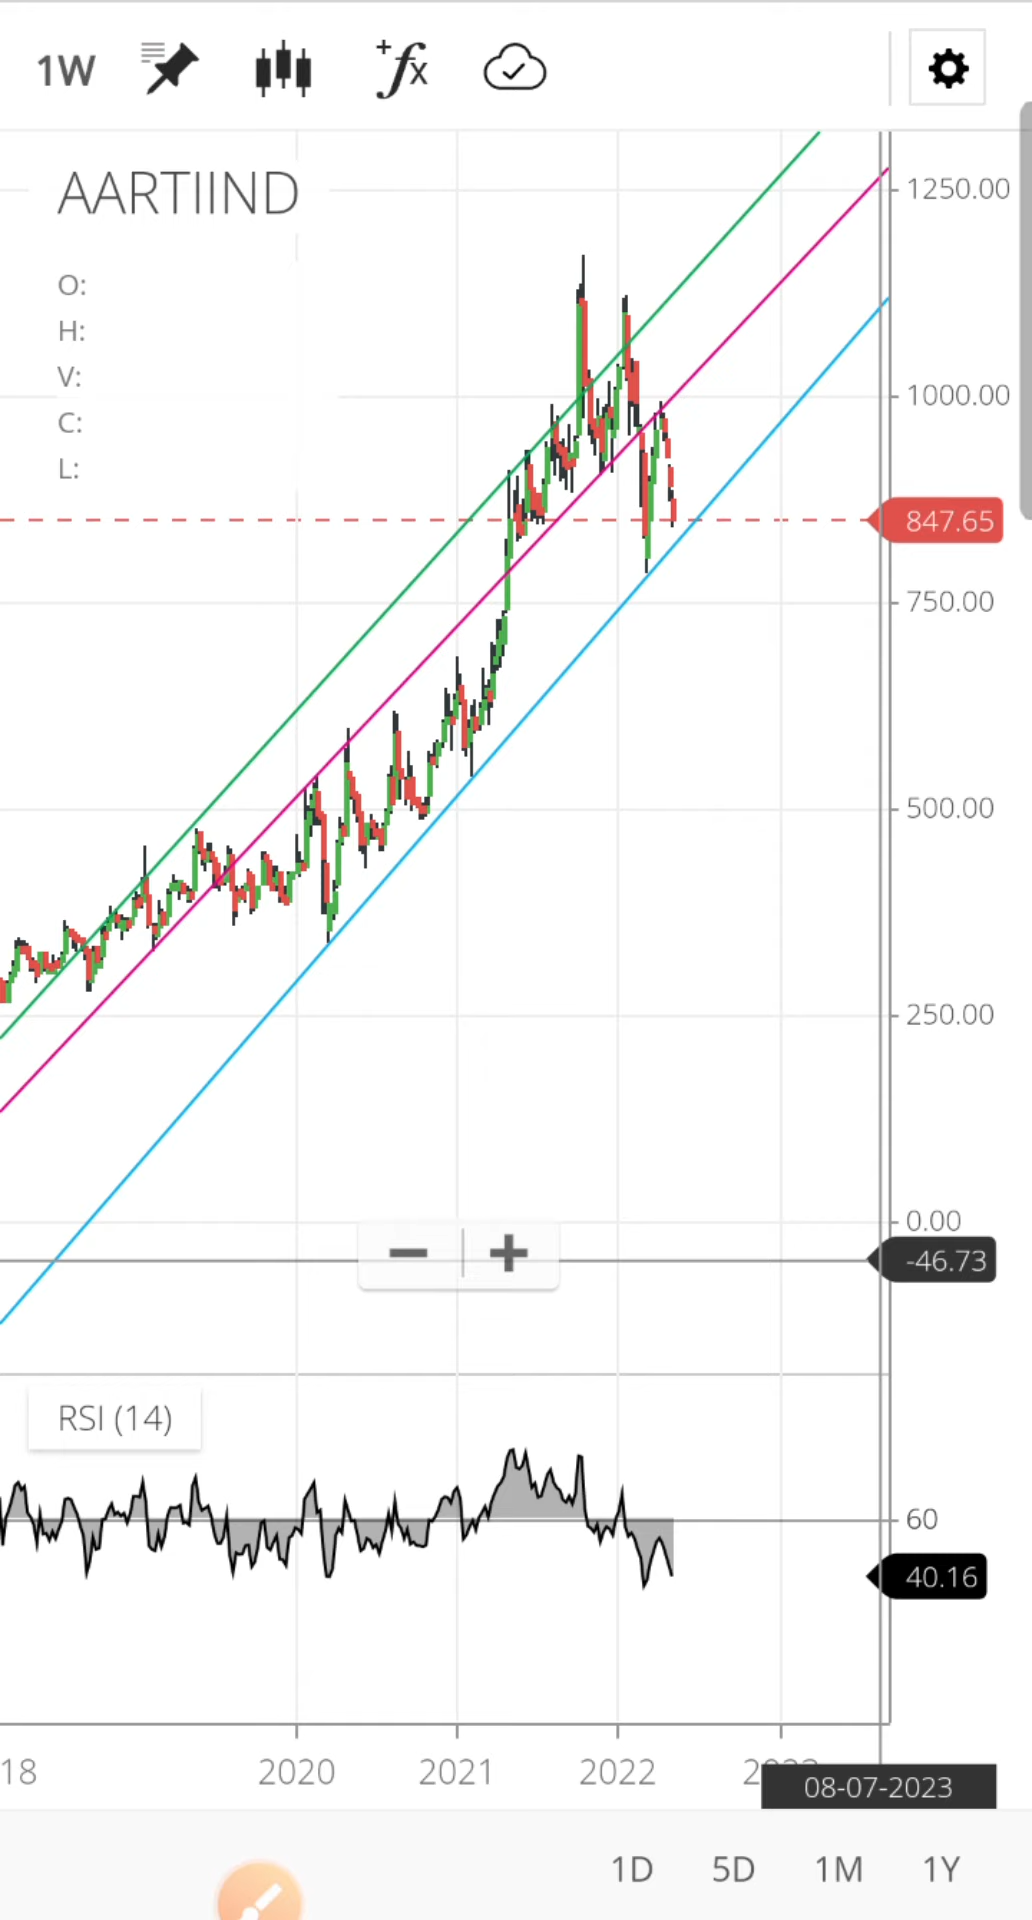 1W
+fx
AARTIIND
O:
H:
V:
C:
L:
1250.00
1000.00
847.65
750.00
500.00
250.00
0.00
-46.73
RSI (14)
60
40.16
18 2020 2021 2022
08-07-2023
1D 5D 1M 1Y